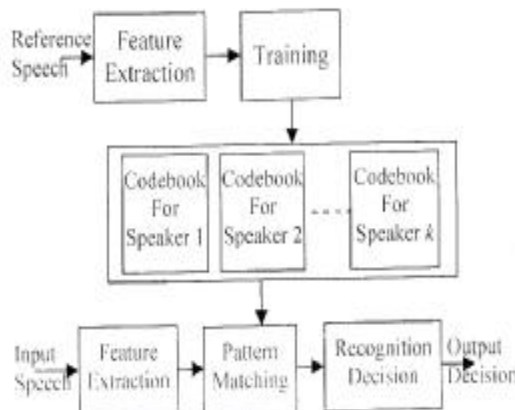 Reference
Speech
Feature
Extraction
Training
Codebook
For
Speaker 1
Codebook
For
Speaker 2
Codebook
For
Speaker k
Input
Speech
Feature
Extraction
Pattern
Matching
Recognition
Decision
Output
Decision